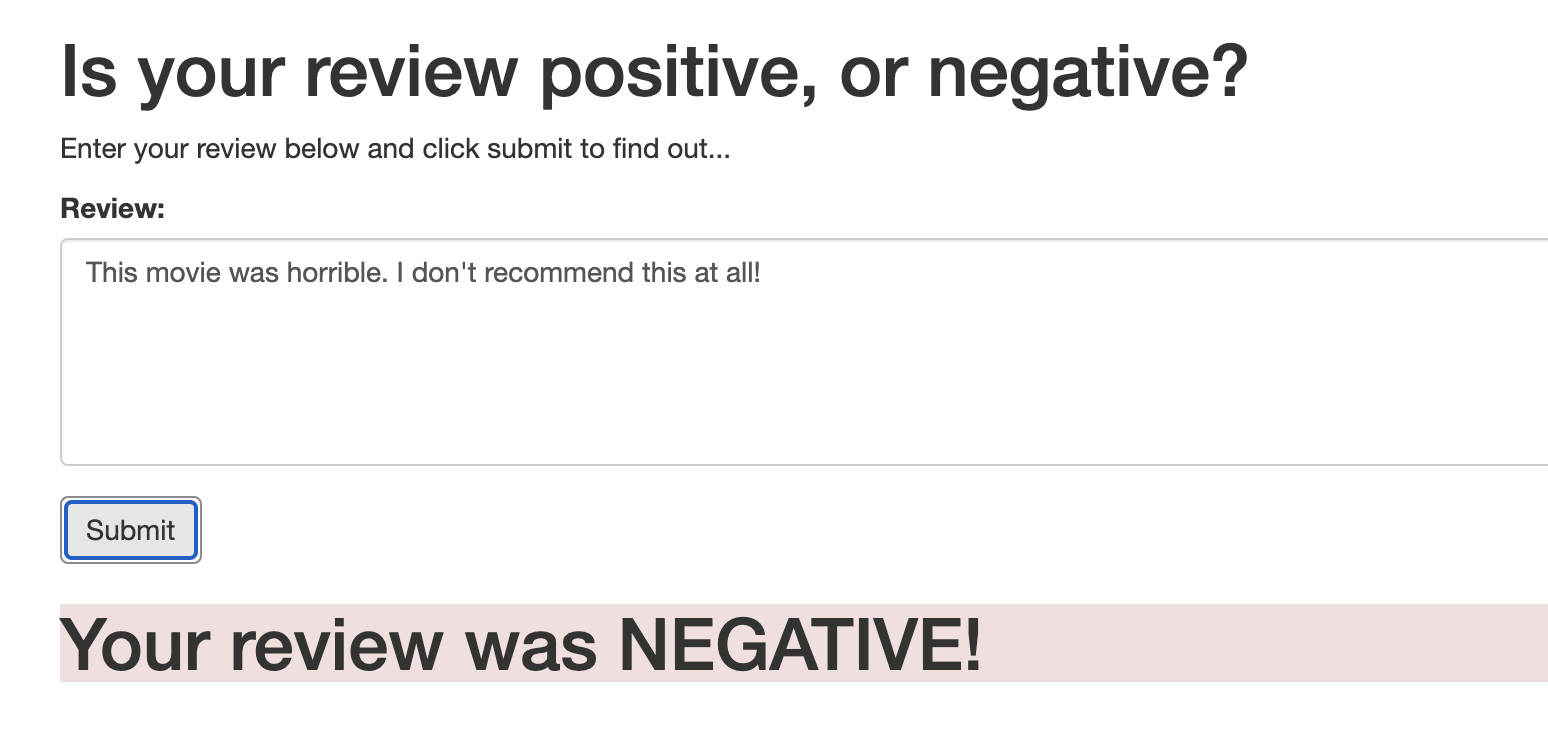 Is your review positive, or negative?
Enter your review below and click submit to find out...
Review:
This movie was horrible. I don't recommend this at all!
Submit
Your review was NEGATIVE!